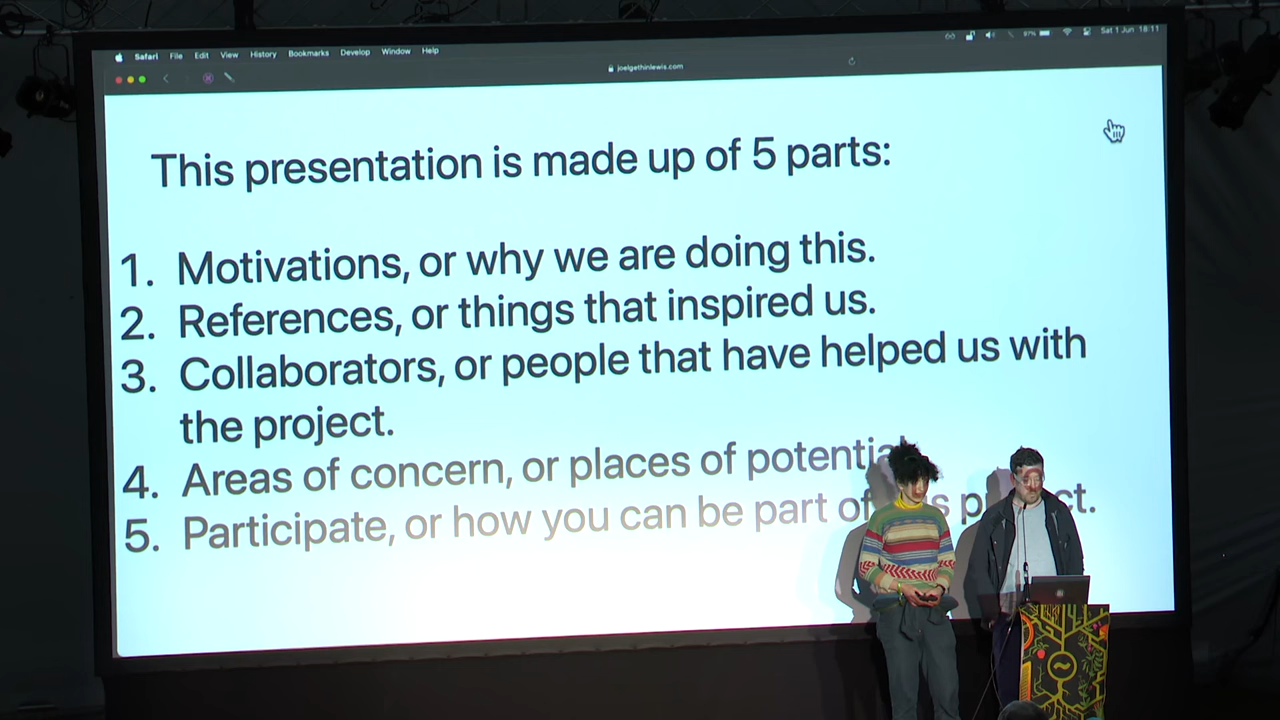 Safari File Edit View History Bookmarks Develop Window Help
97% Sat 1 Jun 18:11
joelgethinlewis.com
This presentation is made up of 5 parts:
1. Motivations, or why we are doing this.
2. References, or things that inspired us.
3. Collaborators, or people that have helped us with
the project.
4. Areas of concern, or places of potential
5. Participate, or how you can be part of